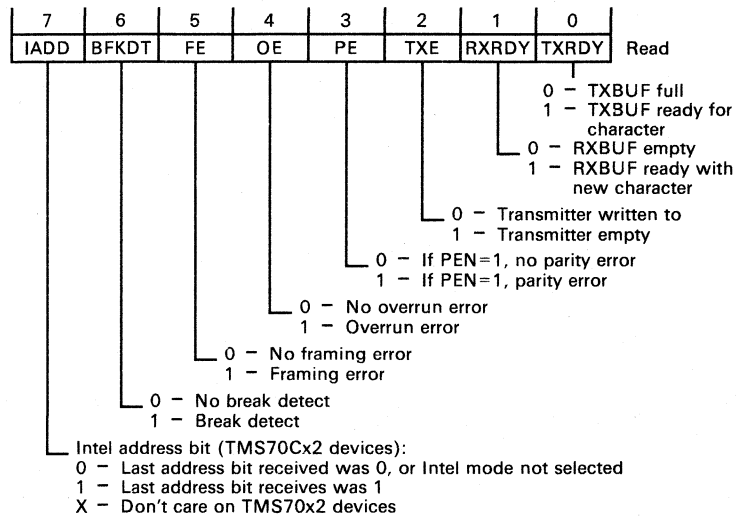 7 6 5 4 3 2 1 0
IADD BFKDT FE OE PE TXE RXRDY TXRDY Read
0 – TXBUF full
1 – TXBUF ready for
character
0 – RXBUF empty
1 – RXBUF ready with
new character
0 – Transmitter written to
1 – Transmitter empty
0 – If PEN=1, no parity error
1 – If PEN=1, parity error
0 – No overrun error
1 – Overrun error
0 – No framing error
1 – Framing error
0 – No break detect
1 – Break detect
Intel address bit (TMS70Cx2 devices):
0 – Last address bit received was 0, or Intel mode not selected
1 – Last address bit receives was 1
X – Don't care on TMS70x2 devices